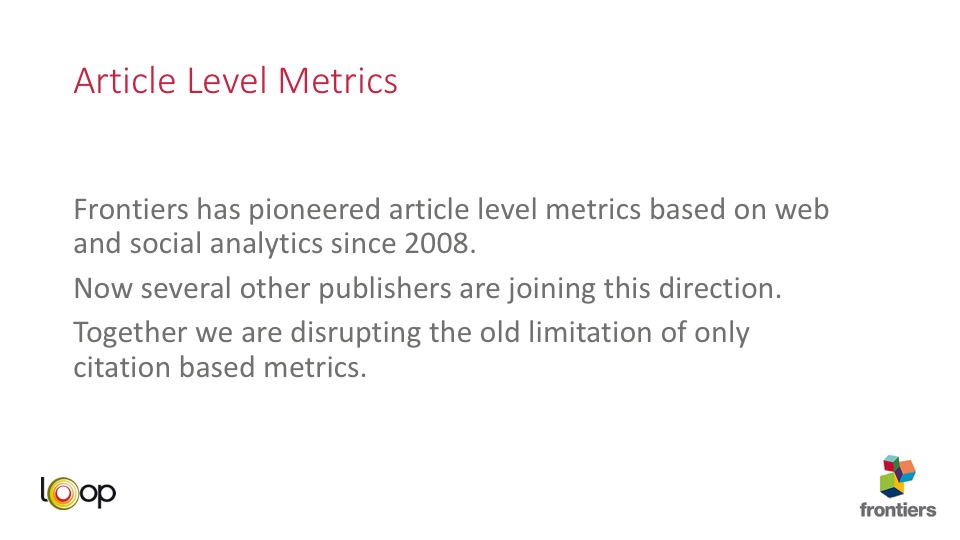 Article Level Metrics
Frontiers has pioneered article level metrics based on web
and social analytics since 2008.
Now several other publishers are joining this direction.
Together we are disrupting the old limitation of only
citation based metrics.
loop
frontiers